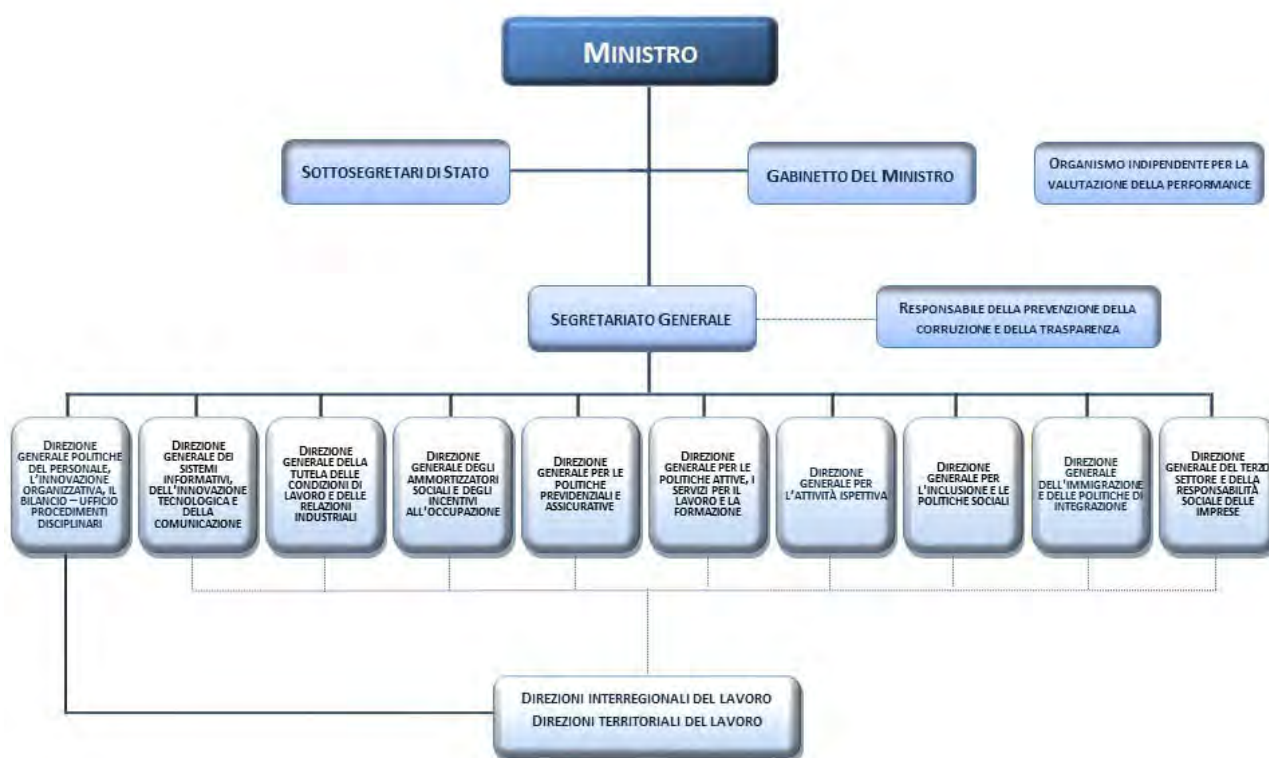 MINISTRO
SOTTOSEGRETARI DI STATO
GABINETTO DEL MINISTRO
ORGANISMO INDIPENDENTE PER LA
VALUTAZIONE DELLA PERFORMANCE
SEGRETARIATO GENERALE
RESPONSABILE DELLA PREVENZIONE DELLA
CORRUZIONE E DELLA TRASPARENZA
DIREZIONE
GENERALE POLITICHE
DEL PERSONALE,
L'INNOVAZIONE
ORGANIZZATIVA, IL
BILANCIO – UFFICIO
PROCEDIMENTI
DISCIPLINARI
DIREZIONE
GENERALE DEI
SISTEMI
INFORMATIVI,
DELL'INNOVAZIONE
TECNOLOGICA E
DELLA
COMUNICAZIONE
DIREZIONE
GENERALE DELLA
TUTELA DELLE
CONDIZIONI DI
LAVORO E DELLE
RELAZIONI
INDUSTRIALI
DIREZIONE
GENERALE DEGLI
AMMORTIZZATORI
SOCIALI E DEGLI
INCENTIVI
ALL'OCCUPAZIONE
DIREZIONE
GENERALE PER LE
POLITICHE
PREVIDENZIALI E
ASSICURATIVE
DIREZIONE
GENERALE PER LE
POLITICHE ATTIVE, I
SERVIZI PER IL
LAVORO E LA
FORMAZIONE
DIREZIONE
GENERALE PER
L'ATTIVITÀ ISPETTIVA
DIREZIONE
GENERALE PER
L'INCLUSIONE E LE
POLITICHE SOCIALI
DIREZIONE
GENERALE
DELL'IMMIGRAZIONE
E DELLE POLITICHE DI
INTEGRAZIONE
DIREZIONE
GENERALE DEL TERZO
SETTORE E DELLA
RESPONSABILITÀ
SOCIALE DELLE
IMPRESE
DIREZIONI INTERREGIONALI DEL LAVORO
DIREZIONI TERRITORIALI DEL LAVORO